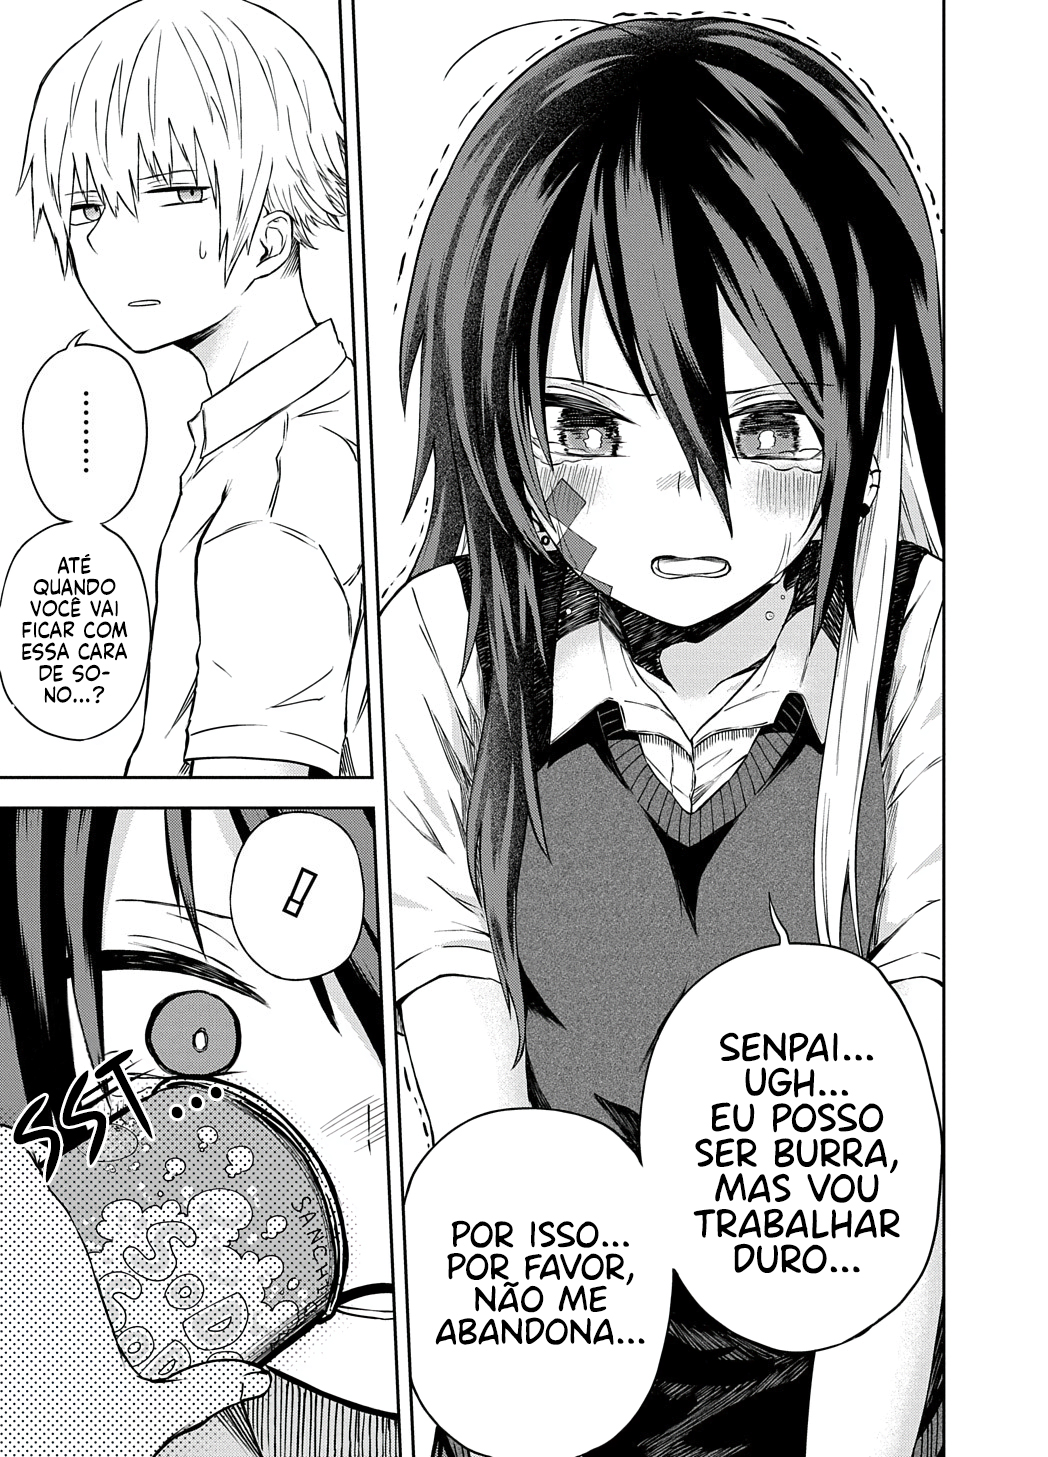 SENPAI...
UGH...
EU POSSO
SER BURRA,
MAS VOU
TRABALHAR
DURO...
POR ISSO...
POR FAVOR,
NÃO ME
ABANDONA...
.........
ATÉ
QUANDO
VOCÊ VAI
FICAR COM
ESSA CARA
DE SO-
NO...?
!
SST...
SANCH